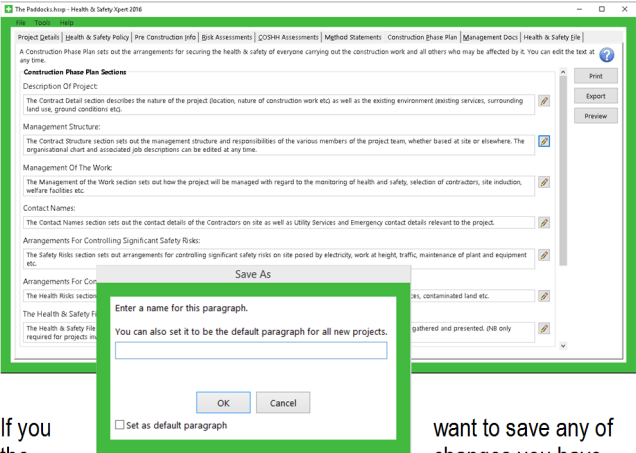 The Paddocks.hssp - Health & Safety Xpert 2016
File Tools Help
Project Details Health & Safety Policy Pre Construction Info Risk Assessments COSHH Assessments Method Statements Construction Phase Plan Management Docs Health & Safety File
A Construction Phase Plan sets out the arrangements for securing the health & safety of everyone carrying out the construction work and all others who may be affected by it. You can edit the text at
any time.
Construction Phase Plan Sections
Print
Export
Preview
Description Of Project:
The Contract Detail section describes the nature of the project (location, nature of construction work etc) as well as the existing environment (existing services, surrounding
land use, ground conditions etc).
Management Structure:
The Contract Structure section sets out the management structure and responsibilities of the various members of the project team, whether based at site or elsewhere. The
organisational chart and associated job descriptions can be edited at any time.
Management Of The Work:
The Management of the Work section sets out how the project will be managed with regard to the monitoring of health and safety, selection of contractors, site induction,
welfare facilities etc.
Contact Names:
The Contact Names section sets out the contact details of the Contractors on site as well as Utility Services and Emergency contact details relevant to the project.
Arrangements For Controlling Significant Safety Risks:
The Safety Risks section sets out arrangements for controlling significant safety risks on site posed by electricity, work at height, traffic, maintenance of plant and equipment
etc.
Arrangements For Con
The Health Risks section
ces, contaminated land etc.
The Health & Safety Fi
The Health & Safety File
gathered and presented. (NB only
required for projects in
Save As
Enter a name for this paragraph.
You can also set it to be the default paragraph for all new projects.
OK Cancel
Set as default paragraph
If you want to save any of
the changes you have